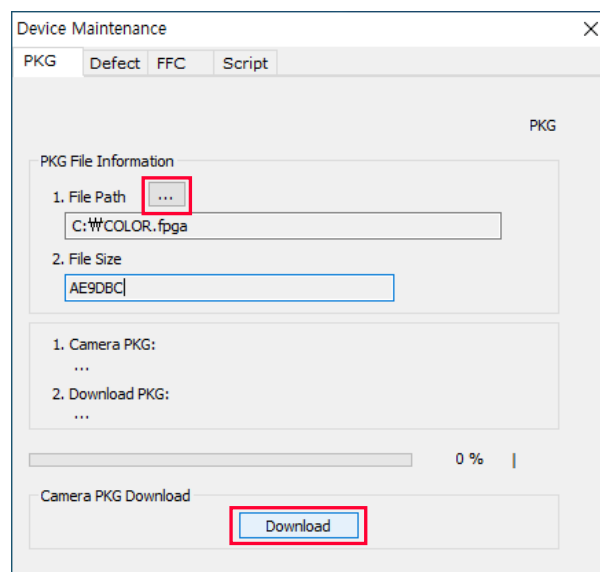 Device Maintenance
PKG Defect FFC Script
PKG
PKG File Information
1. File Path ...
C:₩COLOR.fpga
2. File Size
AE9DBC
1. Camera PKG:
...
2. Download PKG:
...
0 % |
Camera PKG Download
Download